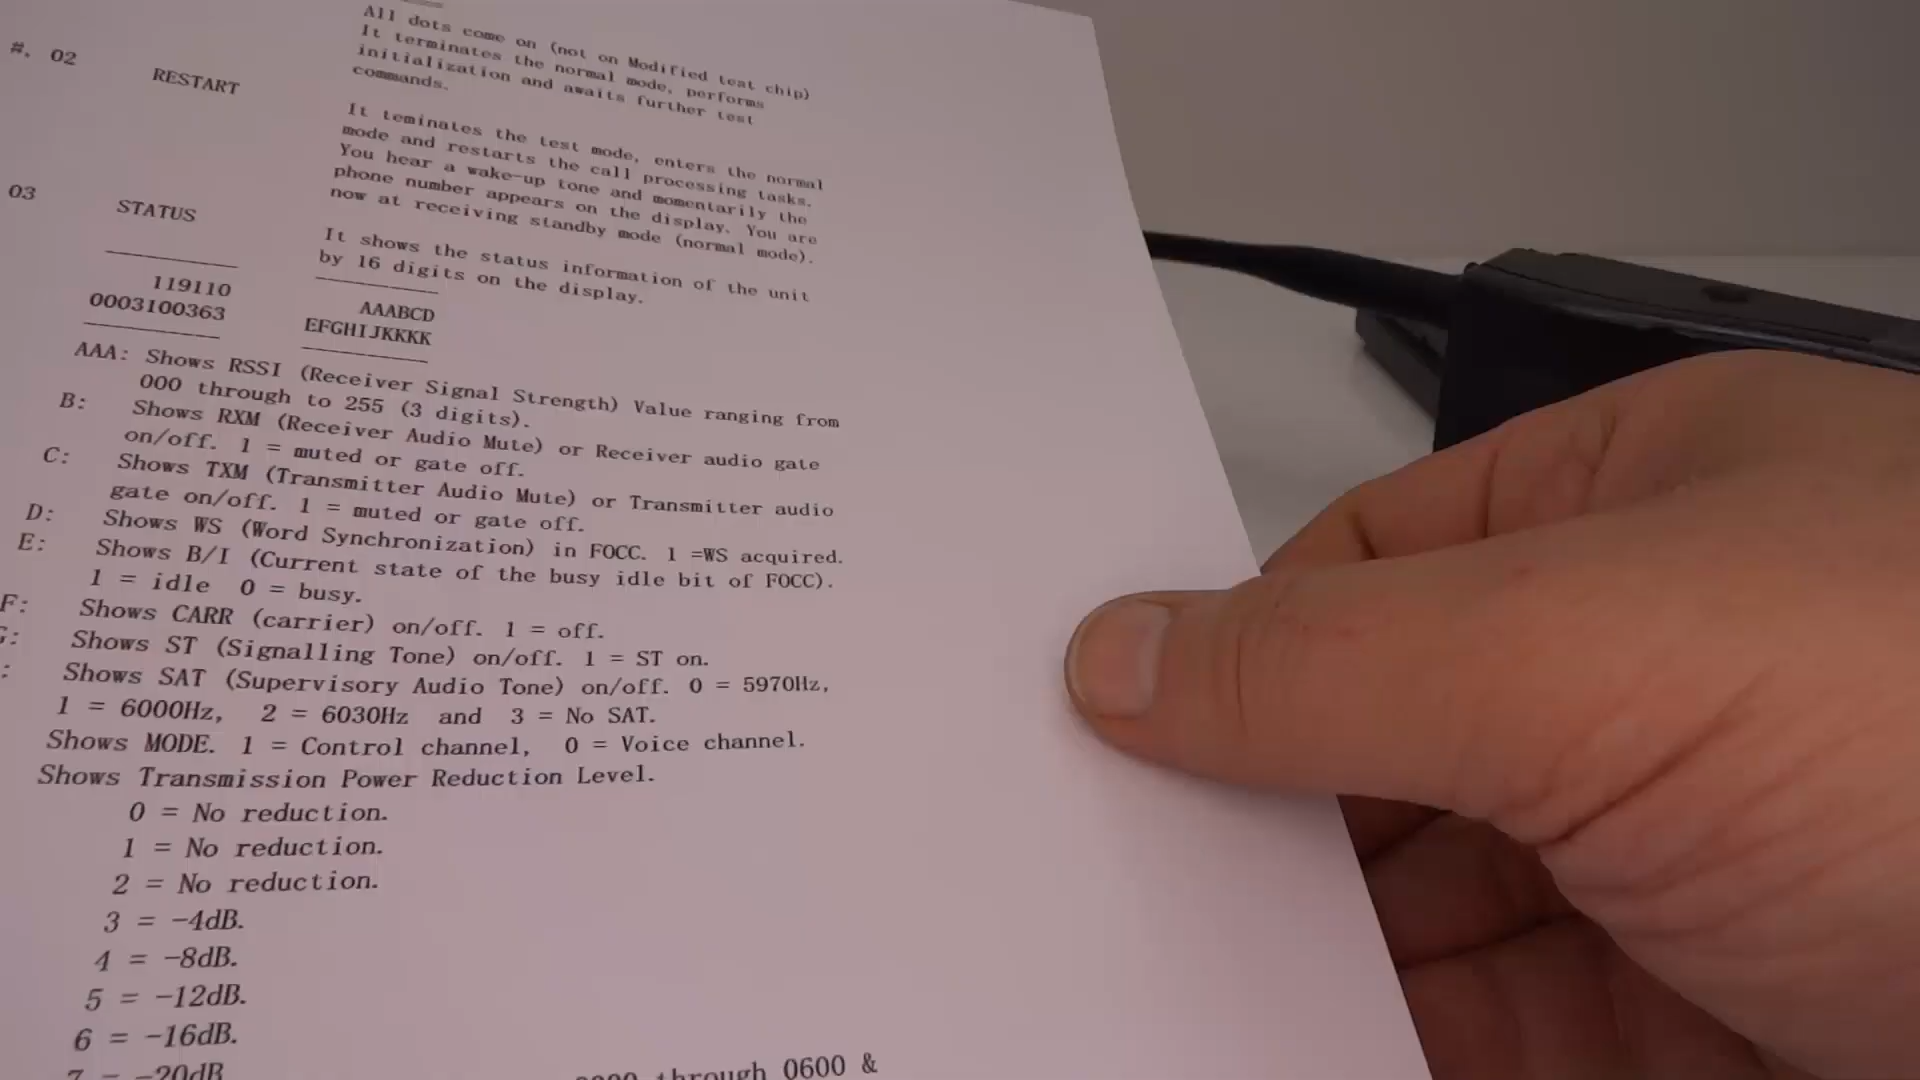 All dots come on (not on Modified test chip)
It terminates the normal mode, performs
initialization and awaits further test
commands.
#. 02 RESTART
It teminates the test mode, enters the normal
mode and restarts the call processing tasks.
You hear a wake-up tone and momentarily the
phone number appears on the display. You are
now at receiving standby mode (normal mode).
03 STATUS
It shows the status information of the unit
by 16 digits on the display.
119110 AAABCD
0003100363 EFGHIJKKKK
AAA: Shows RSSI (Receiver Signal Strength) Value ranging from
000 through to 255 (3 digits).
B: Shows RXM (Receiver Audio Mute) or Receiver audio gate
on/off. 1 = muted or gate off.
C: Shows TXM (Transmitter Audio Mute) or Transmitter audio
gate on/off. 1 = muted or gate off.
D: Shows WS (Word Synchronization) in FOCC. 1 =WS acquired.
E: Shows B/I (Current state of the busy idle bit of FOCC).
1 = idle 0 = busy.
F: Shows CARR (carrier) on/off. 1 = off.
G: Shows ST (Signalling Tone) on/off. 1 = ST on.
: Shows SAT (Supervisory Audio Tone) on/off. 0 = 5970Hz,
1 = 6000Hz, 2 = 6030Hz and 3 = No SAT.
Shows MODE. 1 = Control channel, 0 = Voice channel.
Shows Transmission Power Reduction Level.
0 = No reduction.
1 = No reduction.
2 = No reduction.
3 = -4dB.
4 = -8dB.
5 = -12dB.
6 = -16dB.
7 = -20dB
through 0600 &